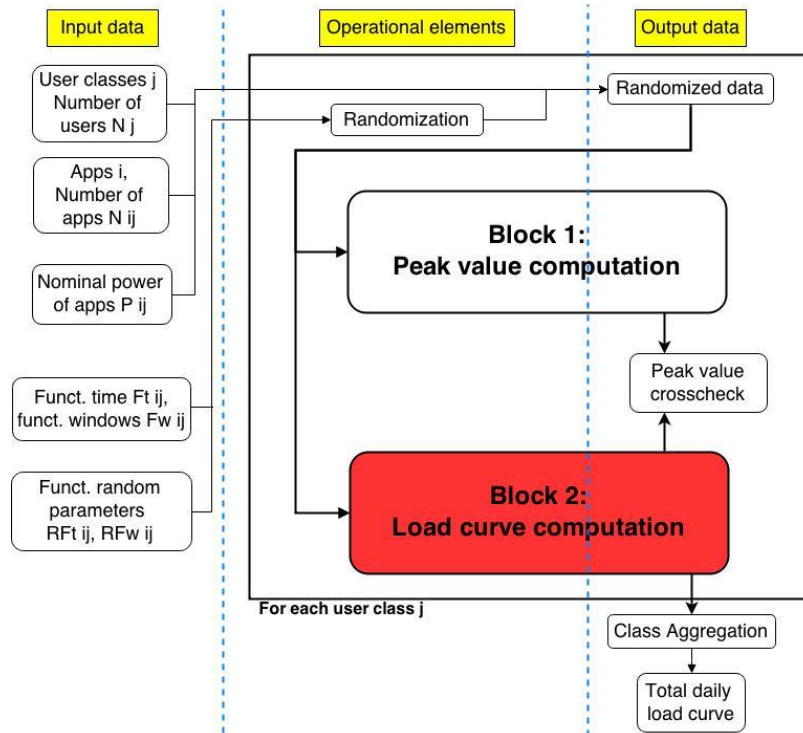 Input data
Operational elements
Output data
User classes j
Number of
users N j
Randomized data
Randomization
Apps i,
Number of
apps N ij
Block 1:
Peak value computation
Nominal power
of apps P ij
Peak value
crosscheck
Funct. time Ft ij,
funct. windows Fw ij
Funct. random
parameters
RFt ij, RFw ij
Block 2:
Load curve computation
For each user class j
Class Aggregation
Total daily
load curve